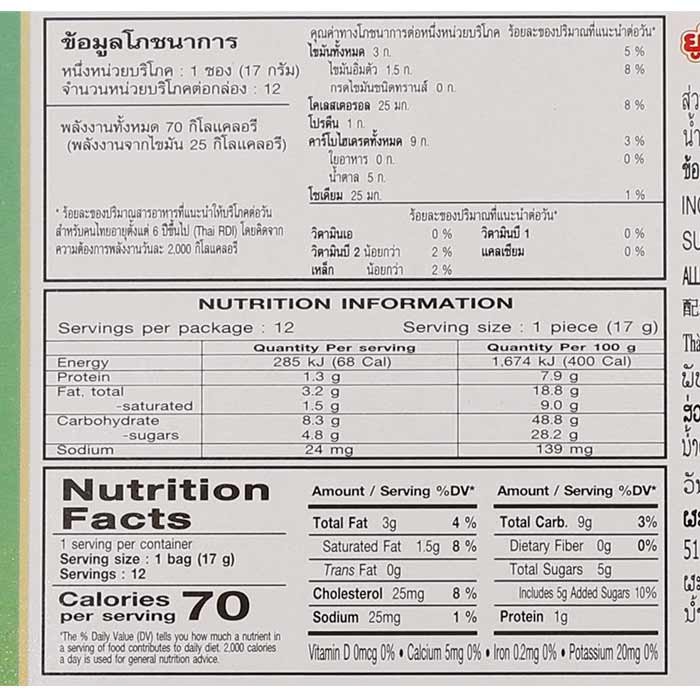 ข้อมูลโภชนาการ
หนึ่งหน่วยบริโภค : 1 ซอง (17 กรัม)
จำนวนหน่วยบริโภคต่อกล่อง : 12
พลังงานทั้งหมด 70 กิโลแคลอรี
(พลังงานจากไขมัน 25 กิโลแคลอรี)
* ร้อยละของปริมาณสารอาหารที่แนะนำให้บริโภคต่อวัน
สำหรับคนไทยอายุตั้งแต่ 6 ปีขึ้นไป (Thai RDI) โดยคิดจาก
ความต้องการพลังงานวันละ 2,000 กิโลแคลอรี
คุณค่าทางโภชนาการต่อหนึ่งหน่วยบริโภค ร้อยละของปริมาณที่แนะนำต่อวัน*
ไขมันทั้งหมด 3 ก. 5 %
ไขมันอิ่มตัว 1.5 ก. 8 %
กรดไขมันชนิดทรานส์ 0 ก.
โคเลสเตอรอล 25 มก. 8 %
โปรตีน 1 ก.
คาร์โบไฮเดรตทั้งหมด 9 ก. 3 %
ใยอาหาร 0 ก. 0 %
น้ำตาล 5 ก.
โซเดียม 25 มก. 1 %
ร้อยละของปริมาณที่แนะนำต่อวัน*
วิตามินเอ 0 % วิตามินบี 1 0 %
วิตามินบี 2 น้อยกว่า 2 % แคลเซียม 0 %
เหล็ก น้อยกว่า 2 %
NUTRITION INFORMATION
Servings per package : 12 Serving size : 1 piece (17 g)
Quantity Per serving Quantity Per 100 g
Energy 285 kJ (68 Cal) 1,674 kJ (400 Cal)
Protein 1.3 g 7.9 g
Fat, total 3.2 g 18.8 g
-saturated 1.5 g 9.0 g
Carbohydrate 8.3 g 48.8 g
-sugars 4.8 g 28.2 g
Sodium 24 mg 139 mg
Nutrition
Facts
1 serving per container
Serving size : 1 bag (17 g)
Servings : 12
Calories
per serving 70
*The % Daily Value (DV) tells you how much a nutrient in
a serving of food contributes to daily diet. 2,000 calories
a day is used for general nutrition advice.
Amount / Serving %DV*
Total Fat 3g 4 %
Saturated Fat 1.5g 8 %
Trans Fat 0g
Cholesterol 25mg 8 %
Sodium 25mg 1 %
Amount / Serving %DV*
Total Carb. 9g 3%
Dietary Fiber 0g 0%
Total Sugars 5g
Includes 5g Added Sugars 10%
Protein 1g
Vitamin D 0mcg 0% • Calcium 5mg 0% • Iron 0.2mg 0% • Potassium 20mg 0%